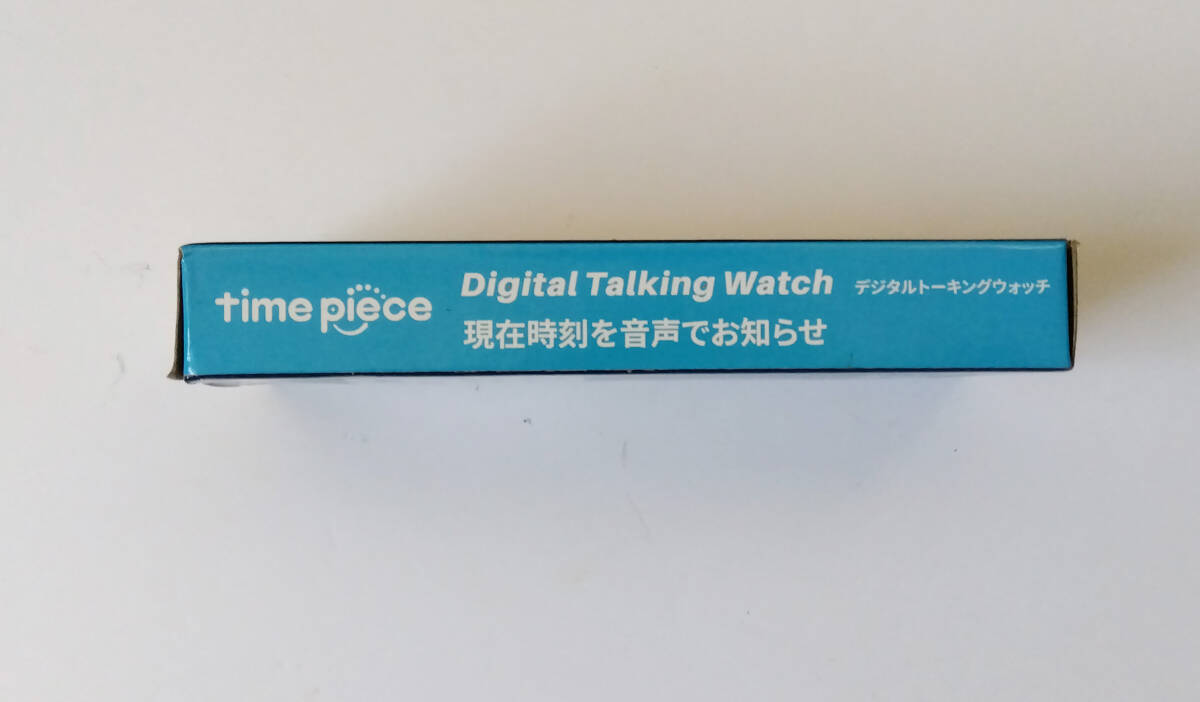 time piece
Digital Talking Watch デジタルトーキングウォッチ
現在時刻を音声でお知らせ